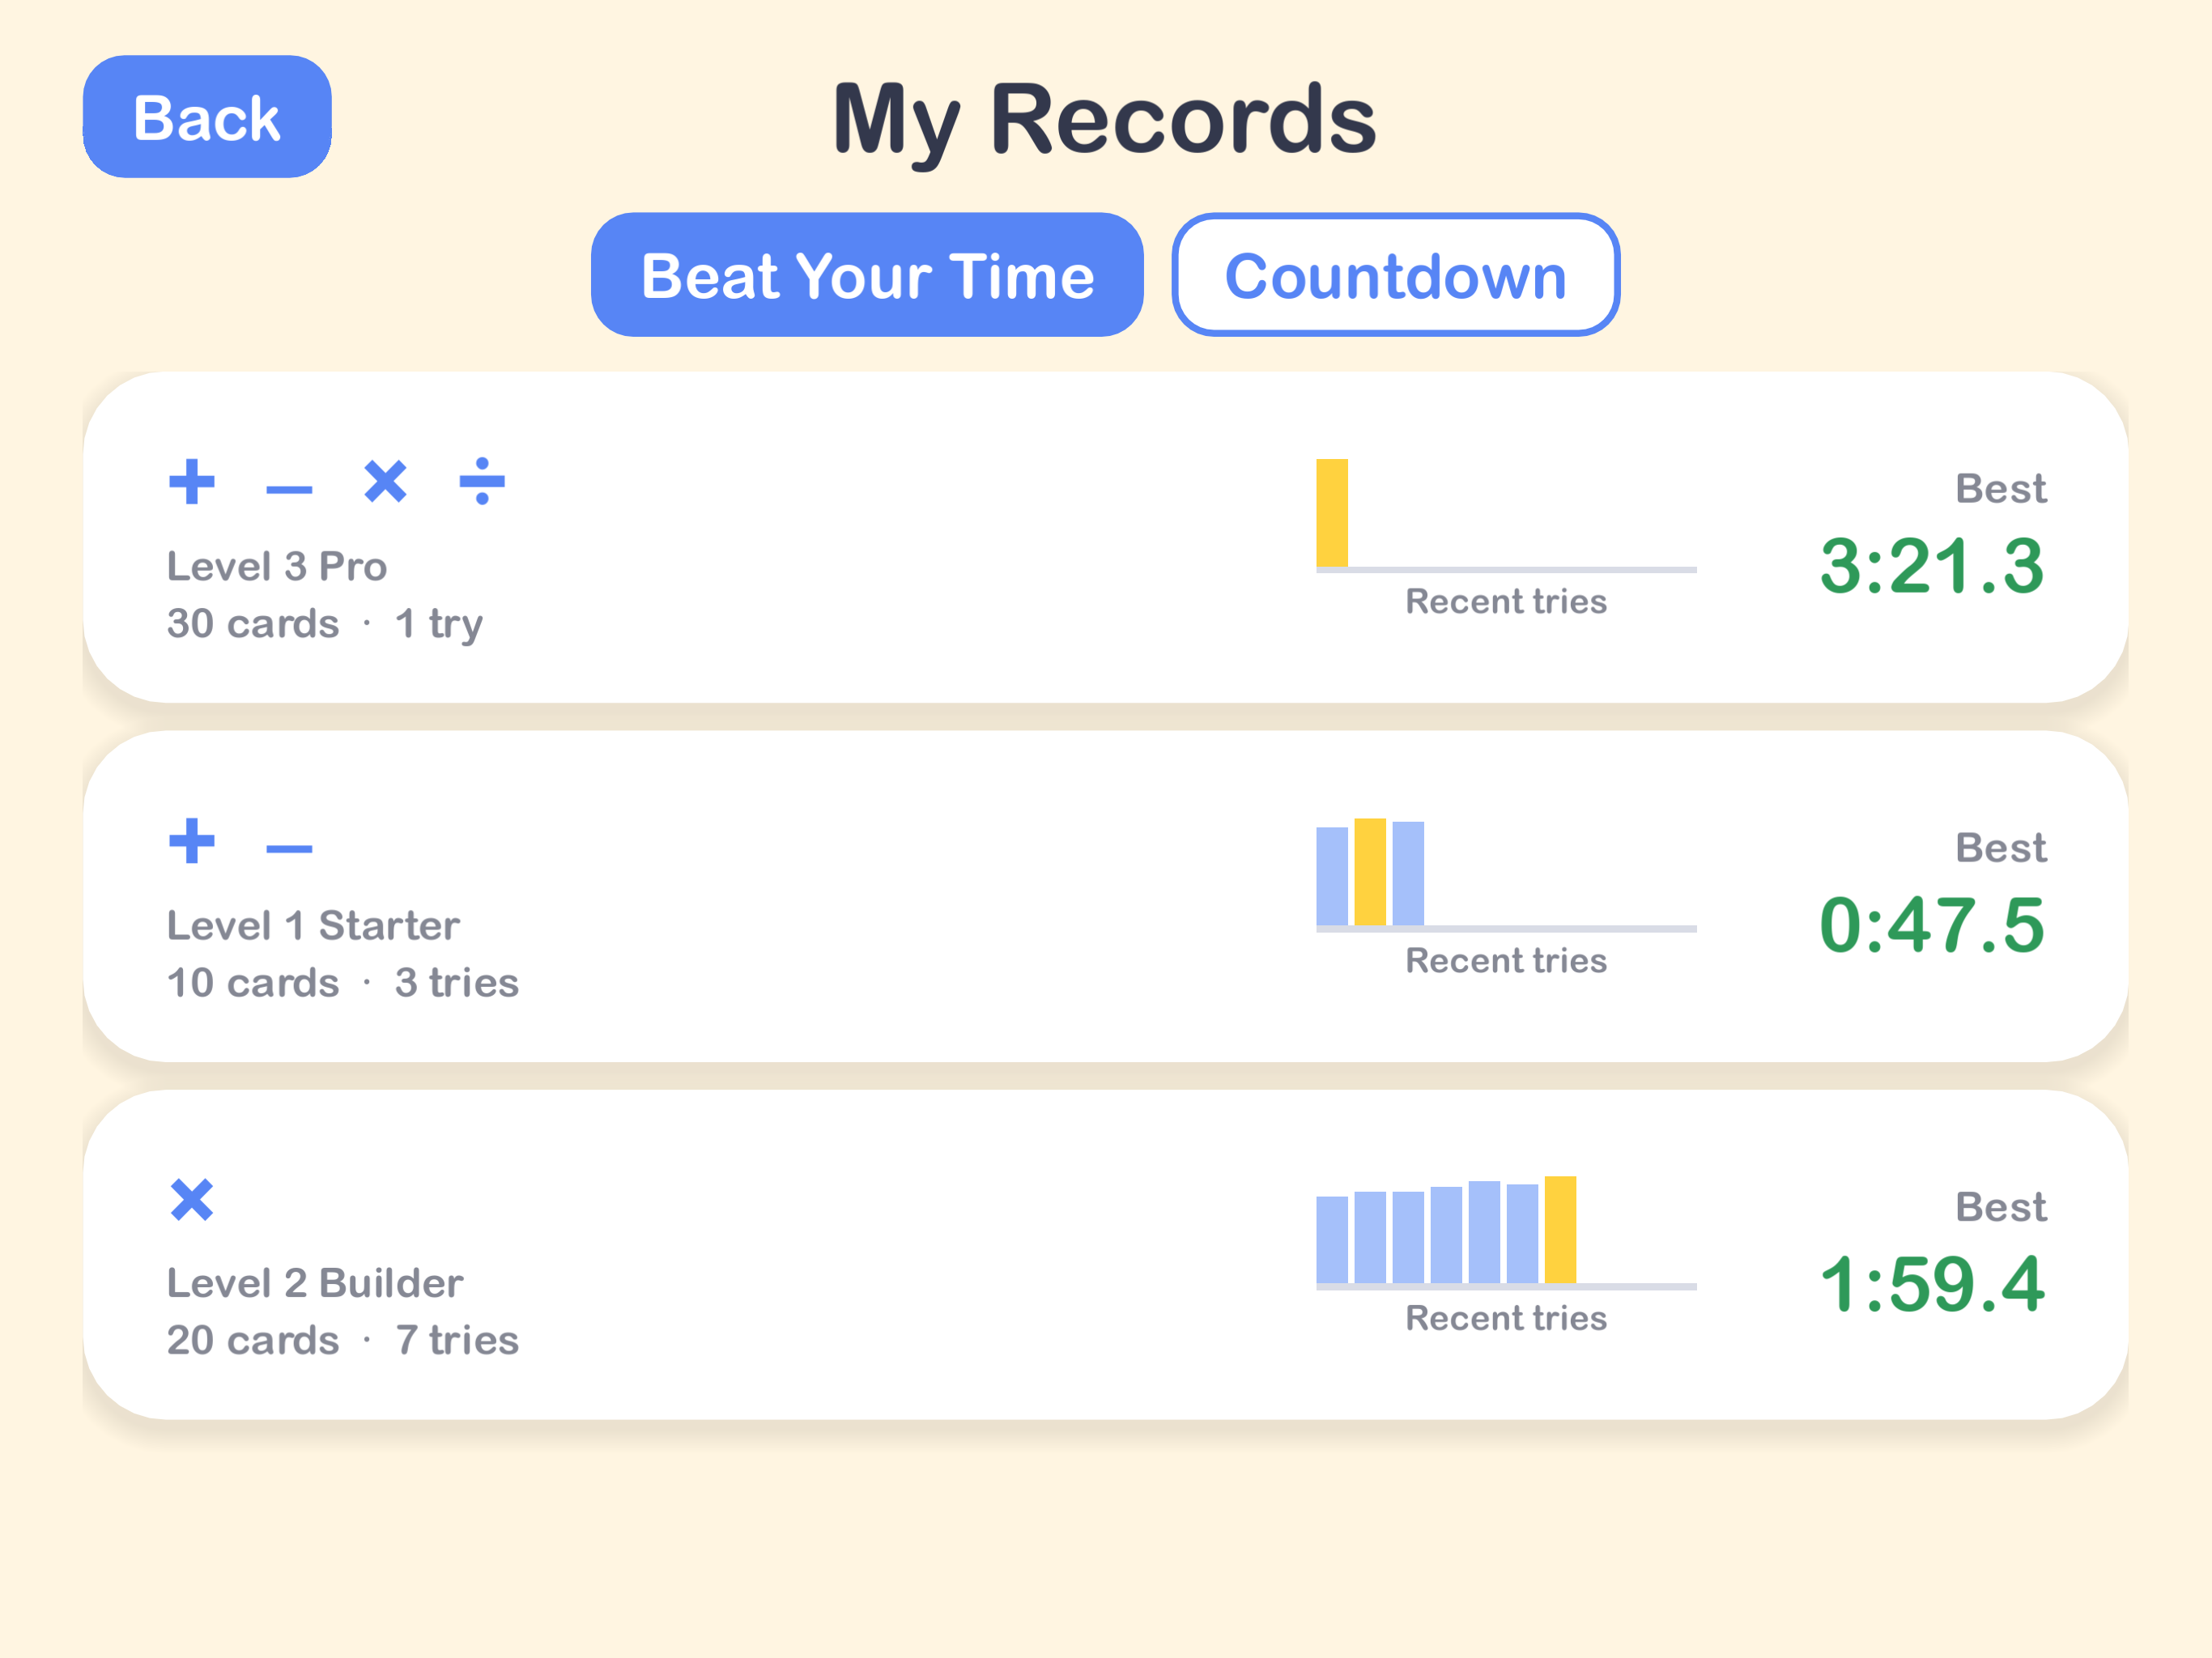 Back
My Records
Beat Your Time
Countdown
+ – × ÷
Level 3 Pro
30 cards · 1 try
Recent tries
Best
3:21.3
+ –
Level 1 Starter
10 cards · 3 tries
Recent tries
Best
0:47.5
×
Level 2 Builder
20 cards · 7 tries
Recent tries
Best
1:59.4